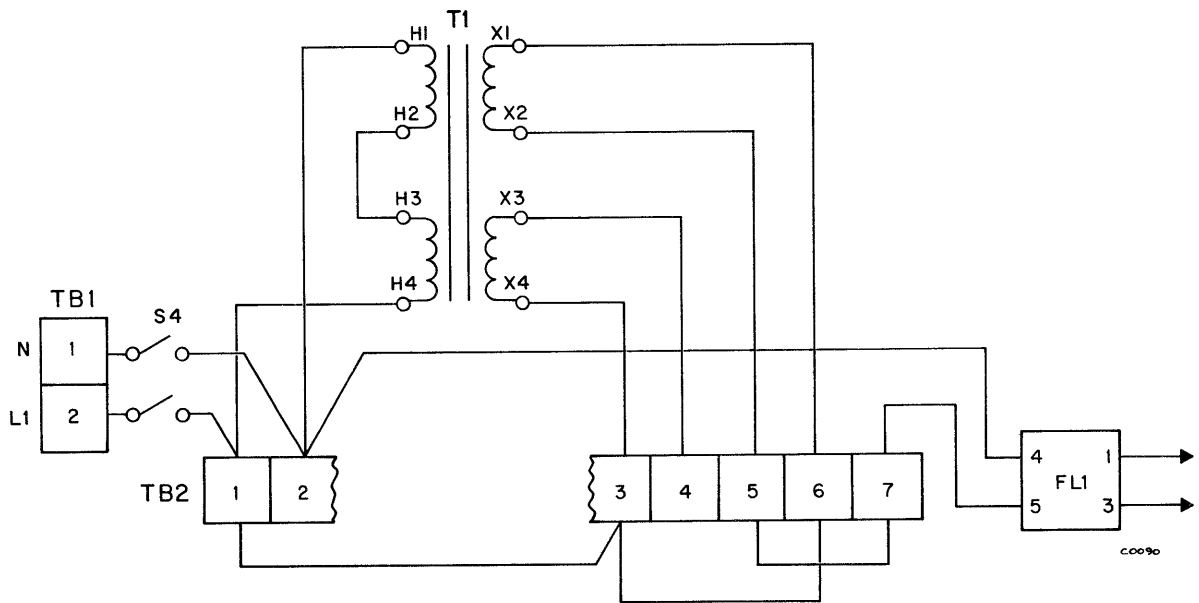 T1
H1 X1
H2 X2
H3 X3
H4 X4
TB1
S4
N 1
L1 2
TB2 1 2
3 4 5 6 7
4 1
FL1
5 3
C0090